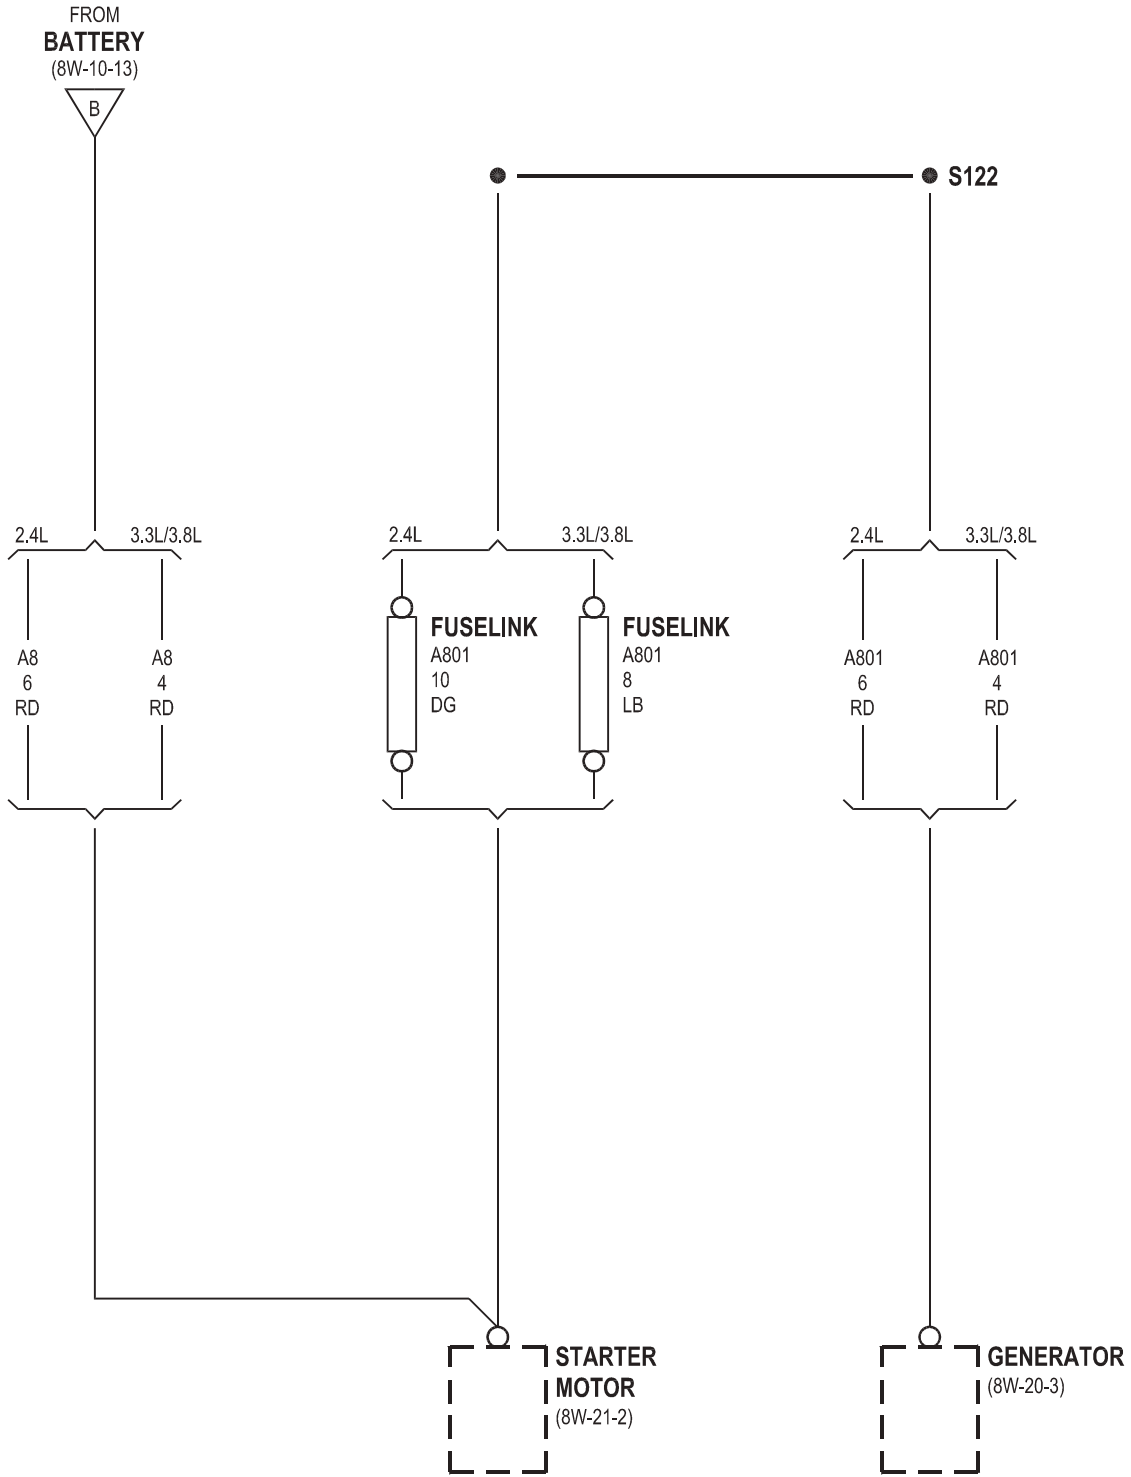 FROM
BATTERY
(8W-10-13)
B
S122
2.4L
3.3L/3.8L
2.4L
3.3L/3.8L
2.4L
3.3L/3.8L
A8
6
RD
A8
4
RD
FUSELINK
A801
10
DG
FUSELINK
A801
8
LB
A801
6
RD
A801
4
RD
STARTER
MOTOR
(8W-21-2)
GENERATOR
(8W-20-3)